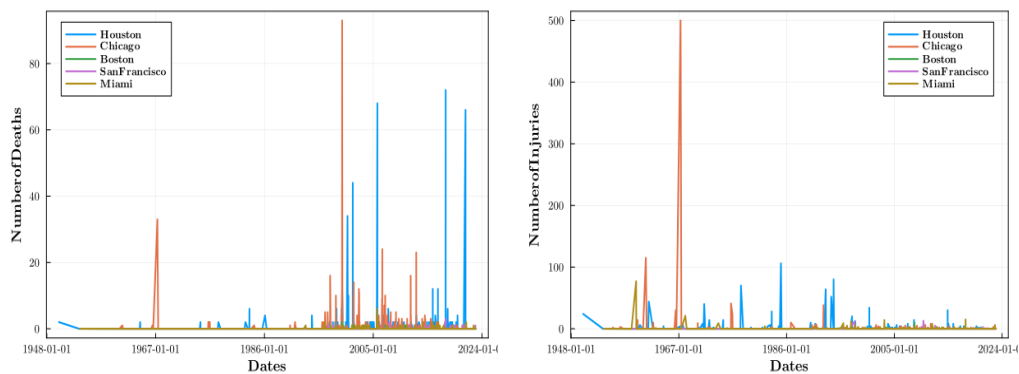 NumberofDeaths
80
60
40
20
0
Houston
Chicago
Boston
SanFrancisco
Miami
1948-01-01
1967-01-01
1986-01-01
2005-01-01
2024-01-
Dates
NumberofInjuries
500
400
300
200
100
0
Houston
Chicago
Boston
SanFrancisco
Miami
1948-01-01
1967-01-01
1986-01-01
2005-01-01
2024-01-0
Dates